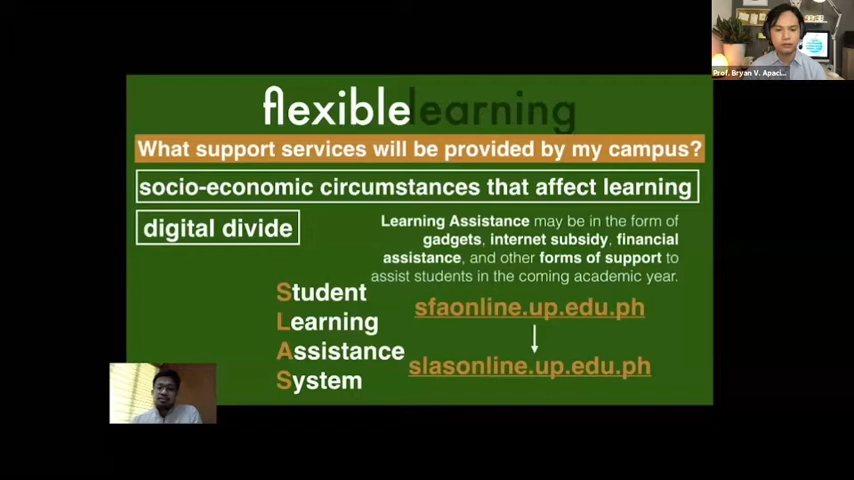 flexible learning
What support services will be provided by my campus?
socio-economic circumstances that affect learning
digital divide
Learning Assistance may be in the form of
gadgets, internet subsidy, financial
assistance, and other forms of support to
assist students in the coming academic year.
Student
Learning
Assistance
System
sfaonline.up.edu.ph
slasonline.up.edu.ph
Prof. Bryan V. Apaci...